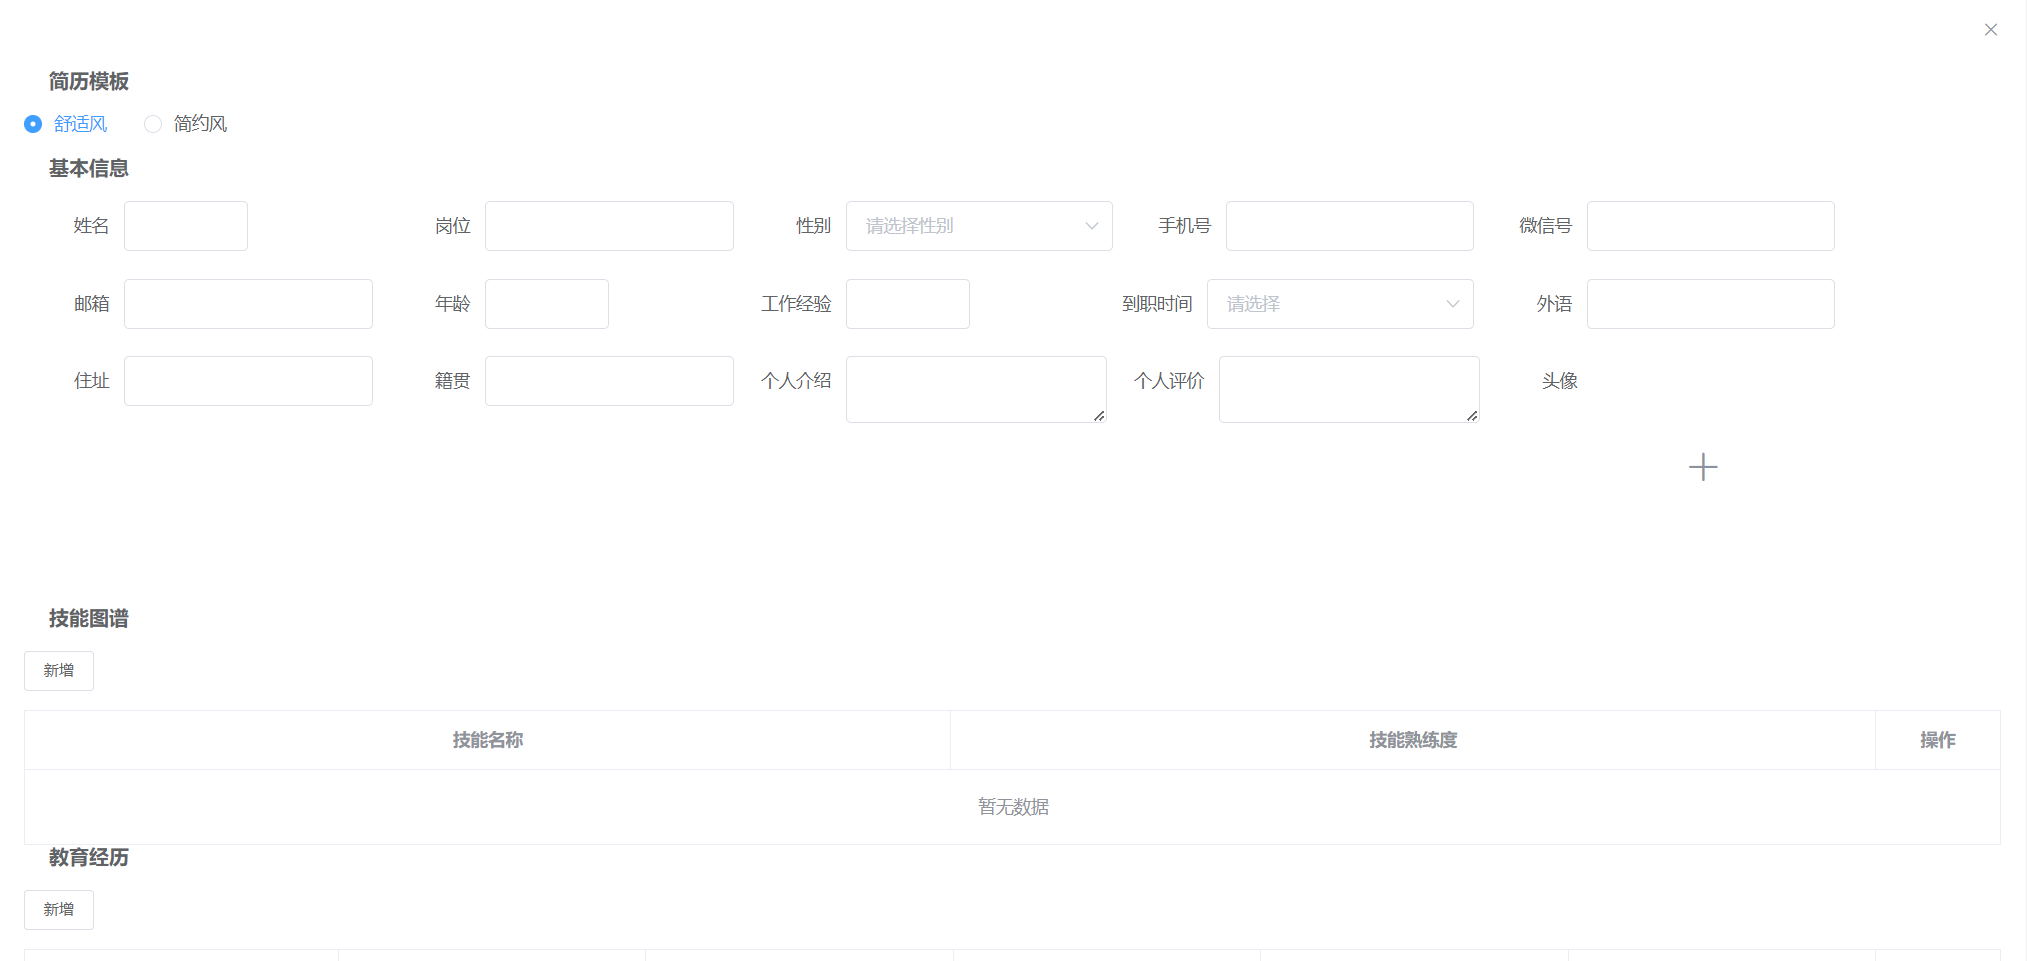 简历模板
舒适风 简约风
基本信息
姓名 岗位 性别 请选择性别 手机号 微信号
邮箱 年龄 工作经验 到职时间 请选择 外语
住址 籍贯 个人介绍 个人评价 头像
技能图谱
新增
技能名称 技能熟练度 操作
暂无数据
教育经历
新增